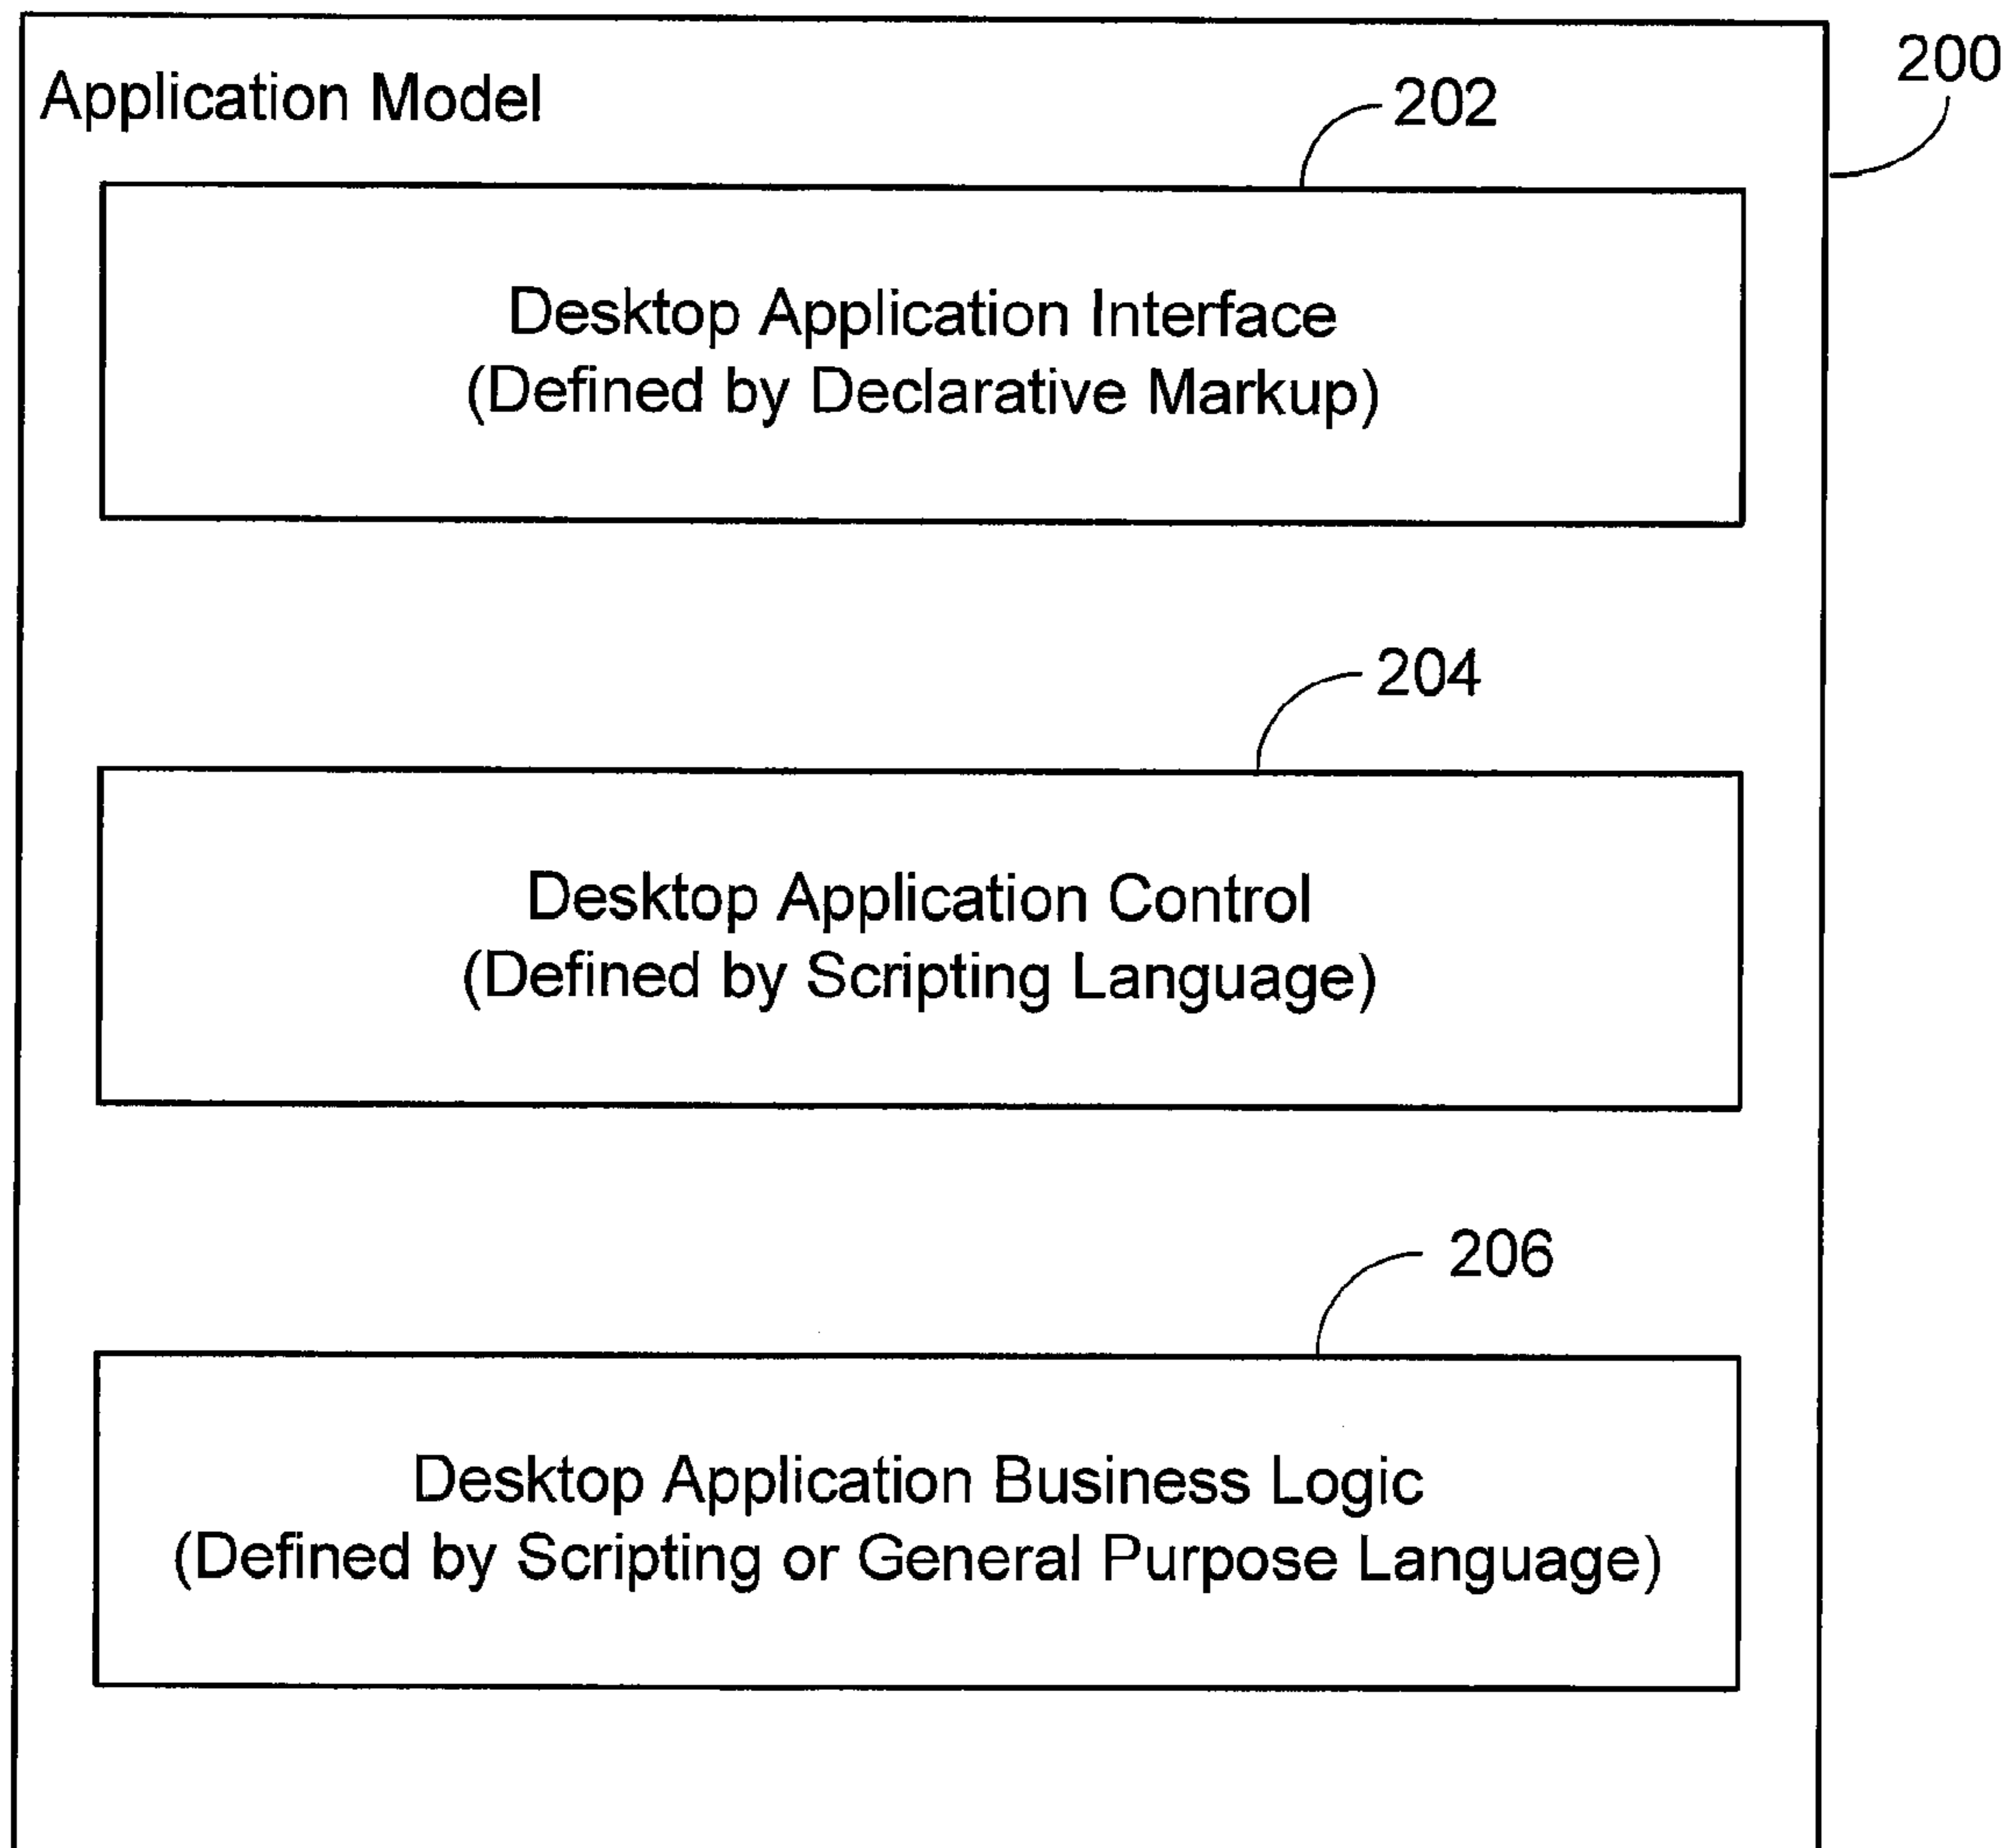 200
Application Model
202
Desktop Application Interface
(Defined by Declarative Markup)
204
Desktop Application Control
(Defined by Scripting Language)
206
Desktop Application Business Logic
(Defined by Scripting or General Purpose Language)